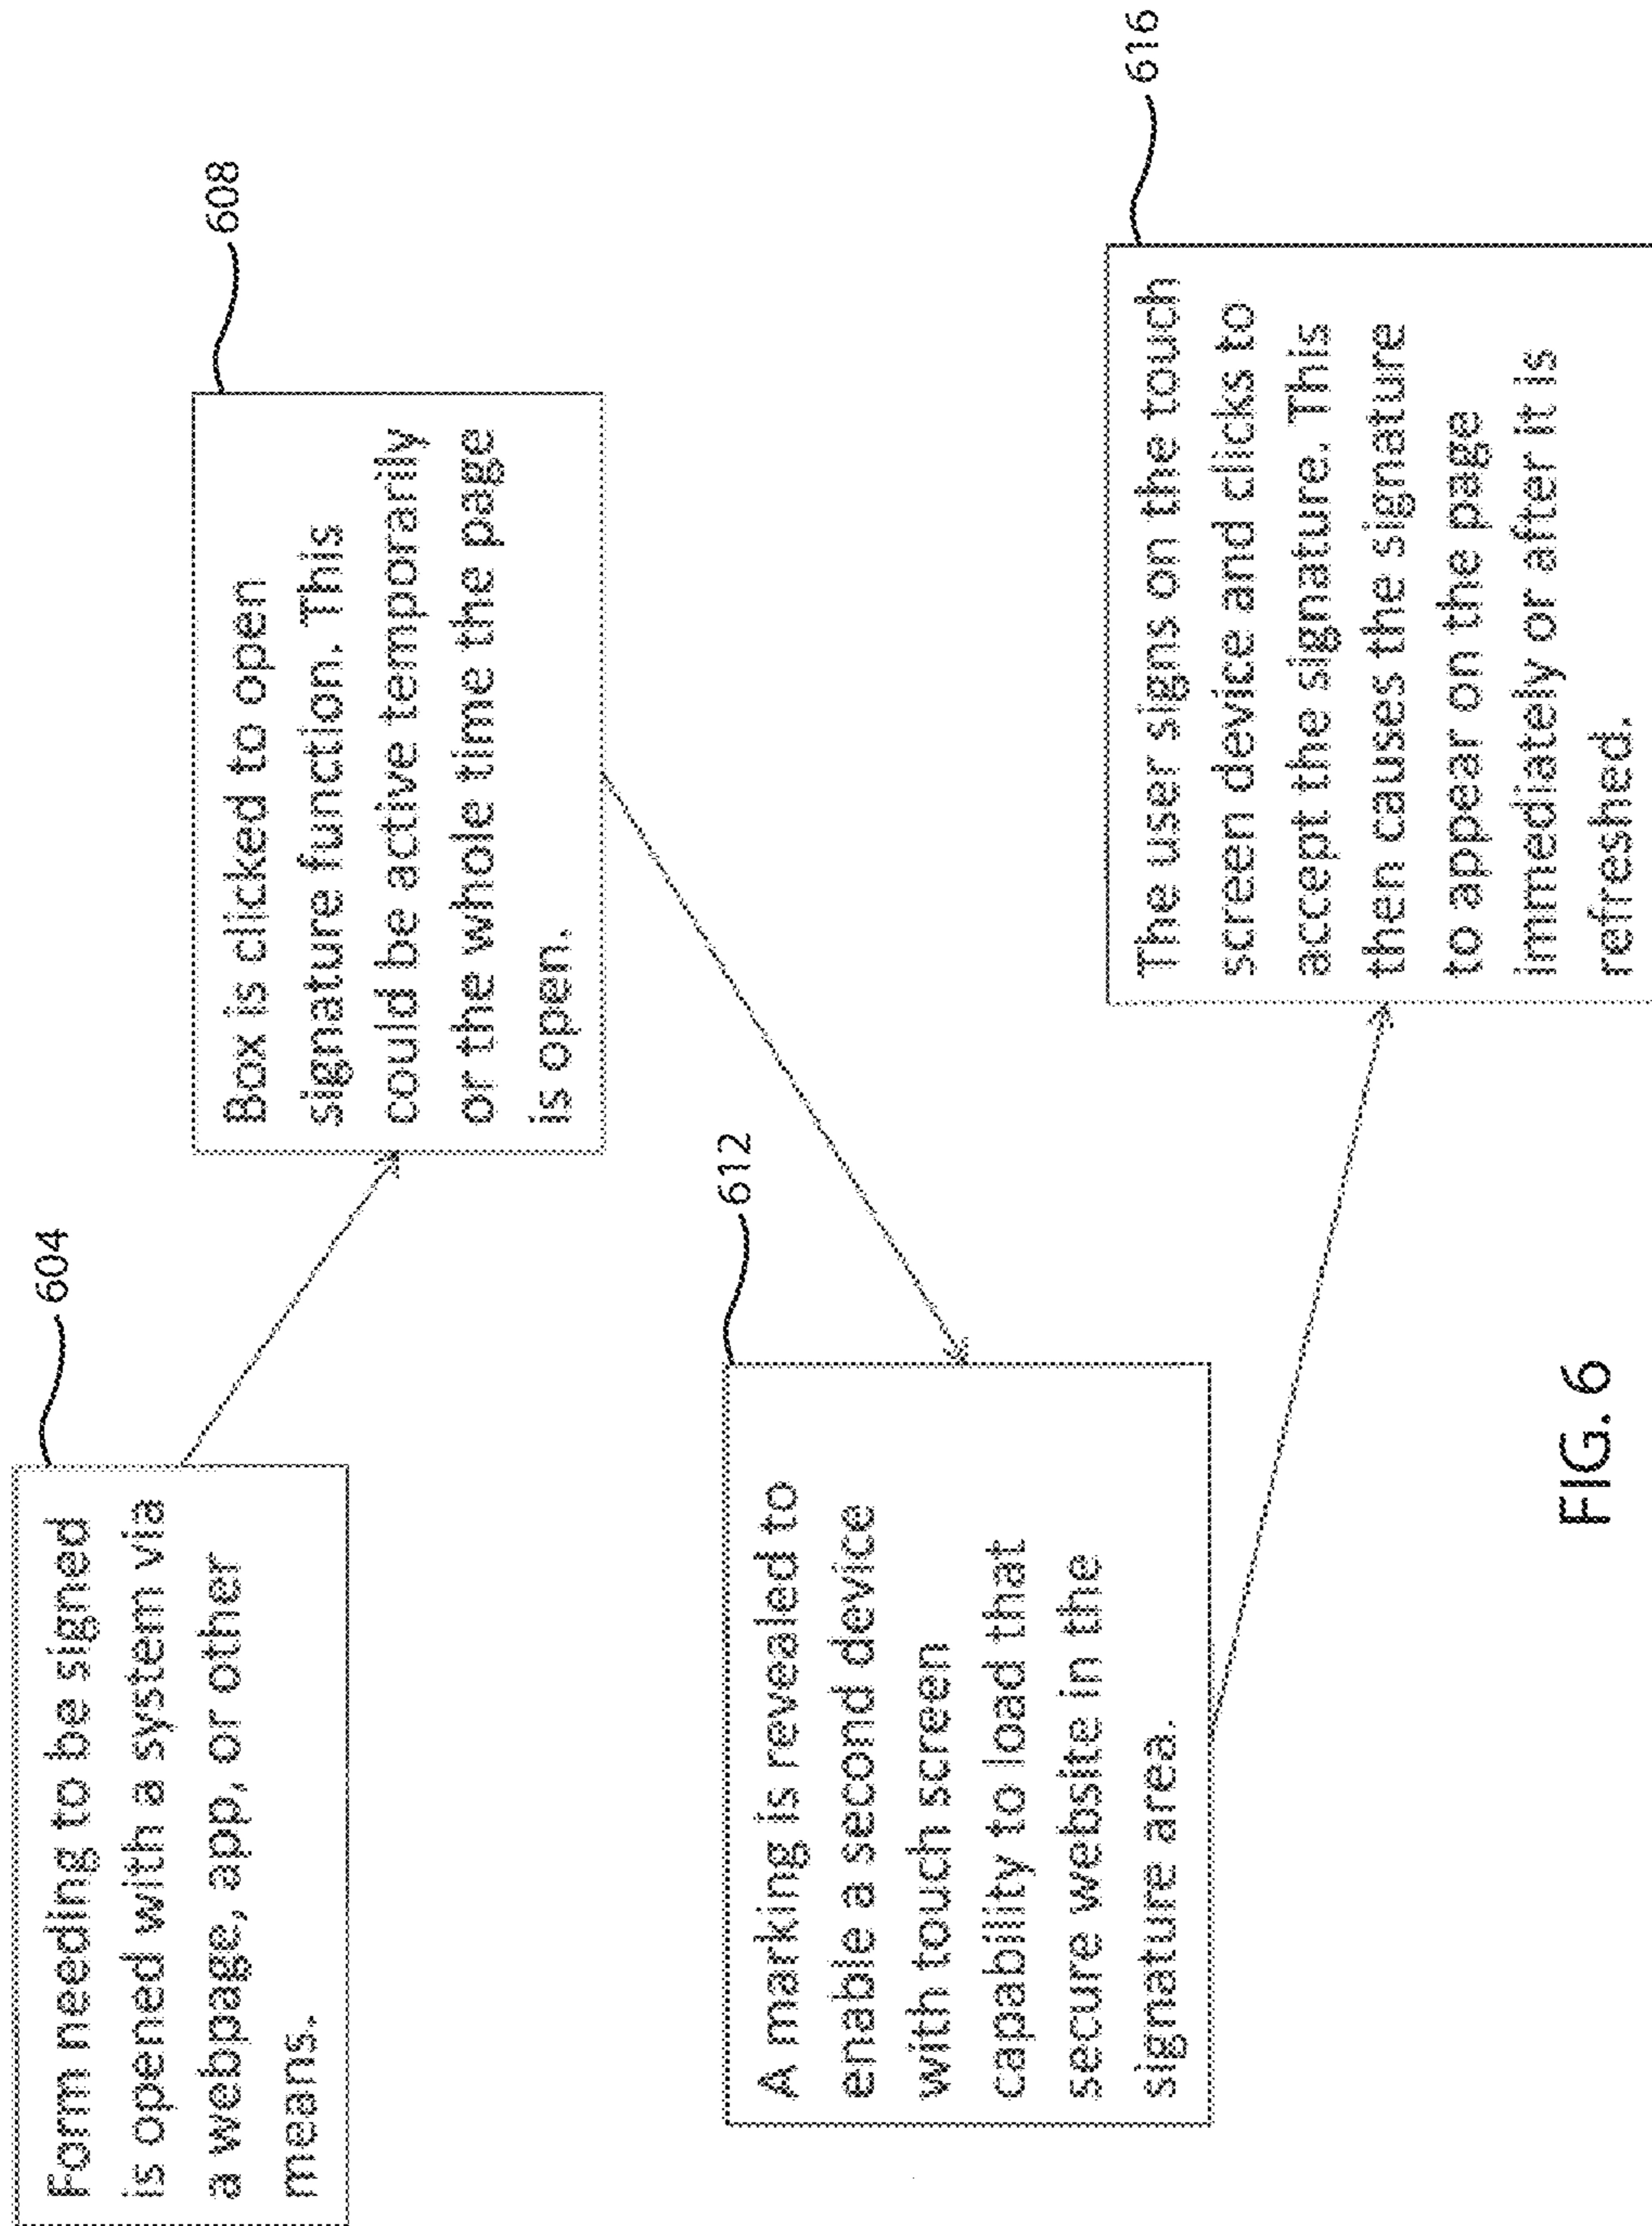 604
Form needing to be signed
is opened with a system via
a webpage, app, or other
means.
608
Box is clicked to open
signature function. This
could be active temporarily
or the whole time the page
is open.
612
A marking is revealed to
enable a second device
with touch screen
capability to load that
secure website in the
signature area.
616
The user signs on the touch
screen device and clicks to
accept the signature. This
then causes the signature
to appear on the page
immediately or after it is
refreshed.
FIG. 6